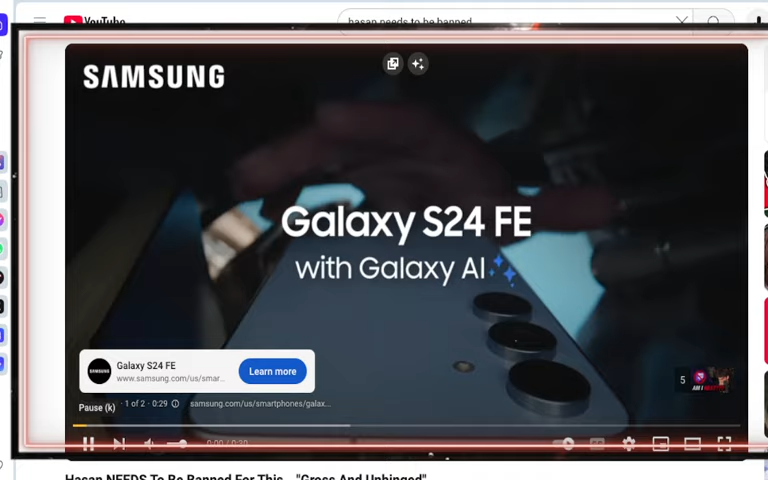 YouTube
hasan needs to be banned
SAMSUNG
Galaxy S24 FE
with Galaxy AI
Galaxy S24 FE
www.samsung.com/us/smar...
Learn more
5
Pause (k)
· 1 of 2 · 0:29
samsung.com/us/smartphones/galax...
0:00 / 0:30
Hasan NEEDS To Be Banned For This... "Gross And Unhinged"